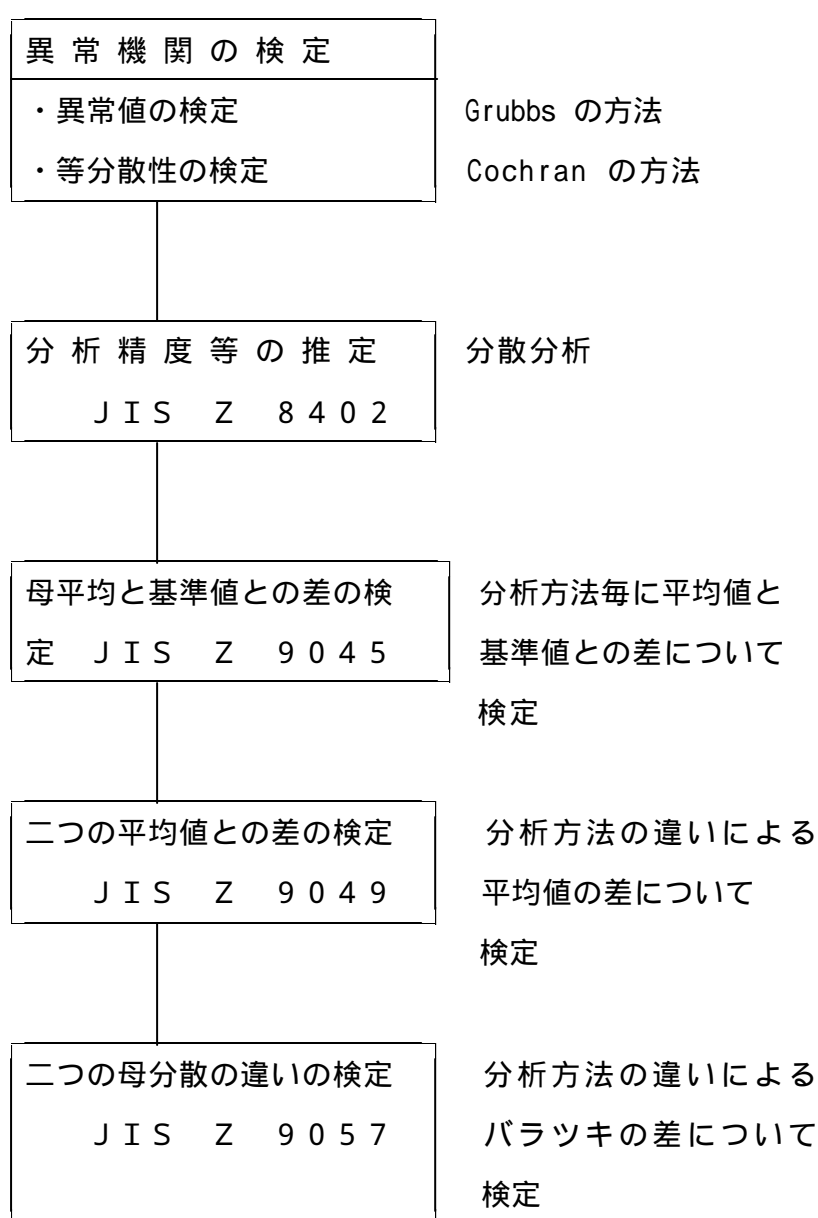 異常機関の検定
・異常値の検定 Grubbs の方法
・等分散性の検定 Cochran の方法
分析精度等の推定 分散分析
ＪＩＳ Ｚ ８４０２
母平均と基準値との差の検
定 ＪＩＳ Ｚ ９０４５
分析方法毎に平均値と
基準値との差について
検定
二つの平均値との差の検定
ＪＩＳ Ｚ ９０４９
分析方法の違いによる
平均値の差について
検定
二つの母分散の違いの検定
ＪＩＳ Ｚ ９０５７
分析方法の違いによる
バラツキの差について
検定